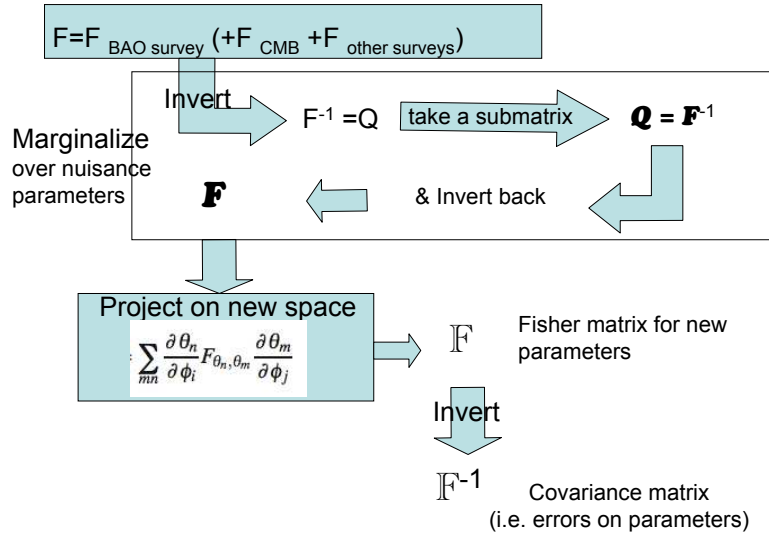 F=F BAO survey (+F CMB +F other surveys)
Invert
F-1 =Q
take a submatrix
Q = F-1
Marginalize
over nuisance
parameters
F
& Invert back
Project on new space
: ∑mn ∂θn/∂ϕi Fθn,θm ∂θm/∂ϕj
𝔽
Fisher matrix for new
parameters
Invert
𝔽-1
Covariance matrix
(i.e. errors on parameters)